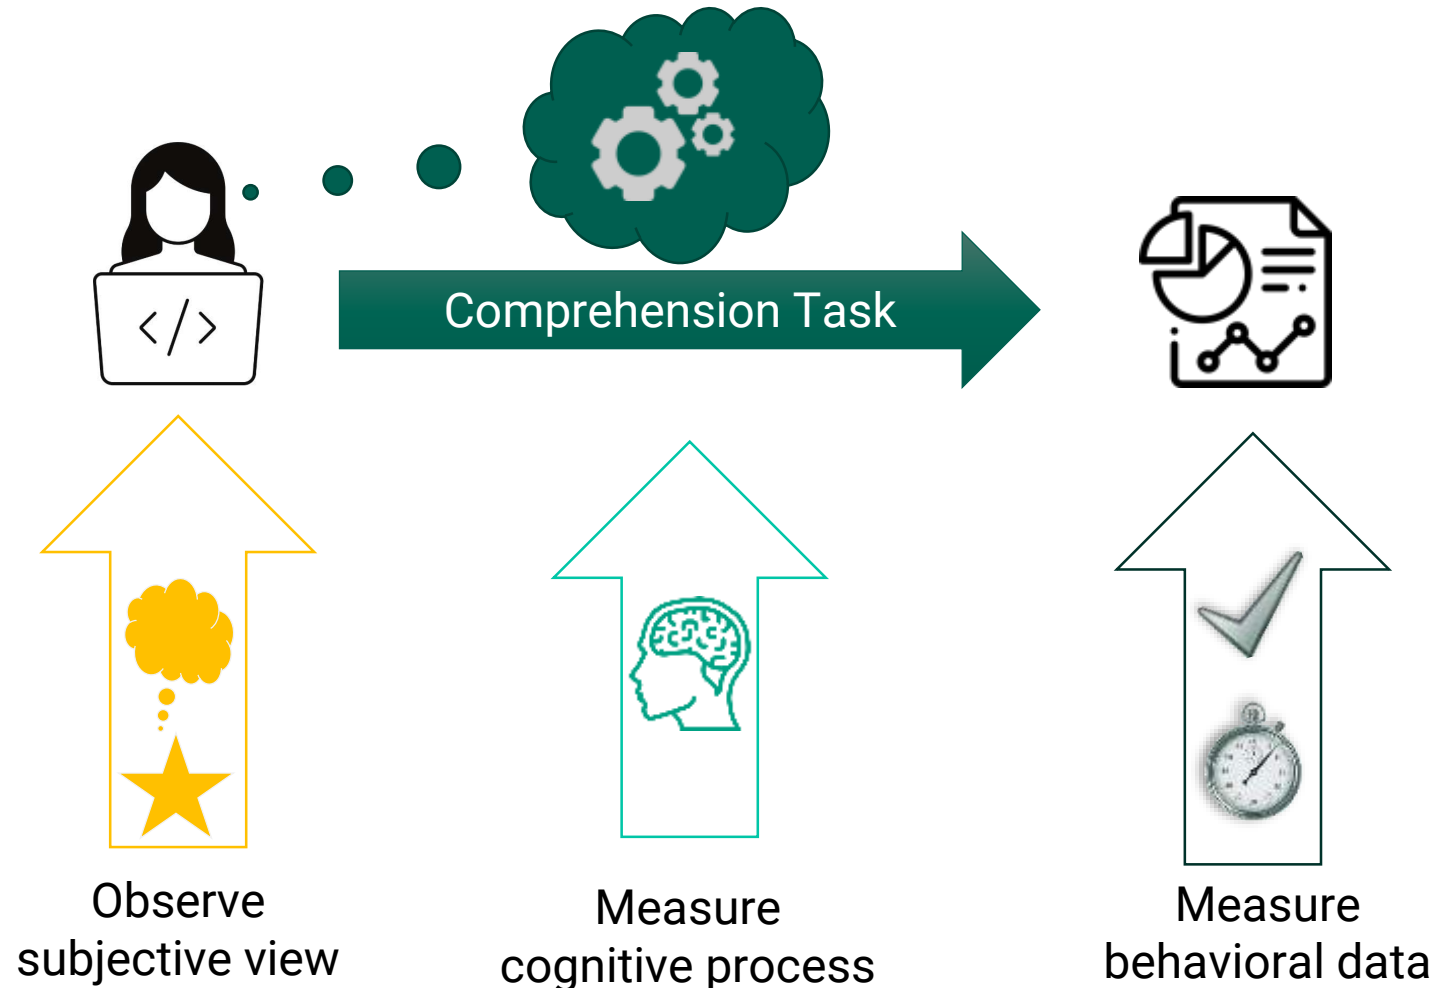 </>
Comprehension Task
Observe
subjective view
Measure
cognitive process
Measure
behavioral data